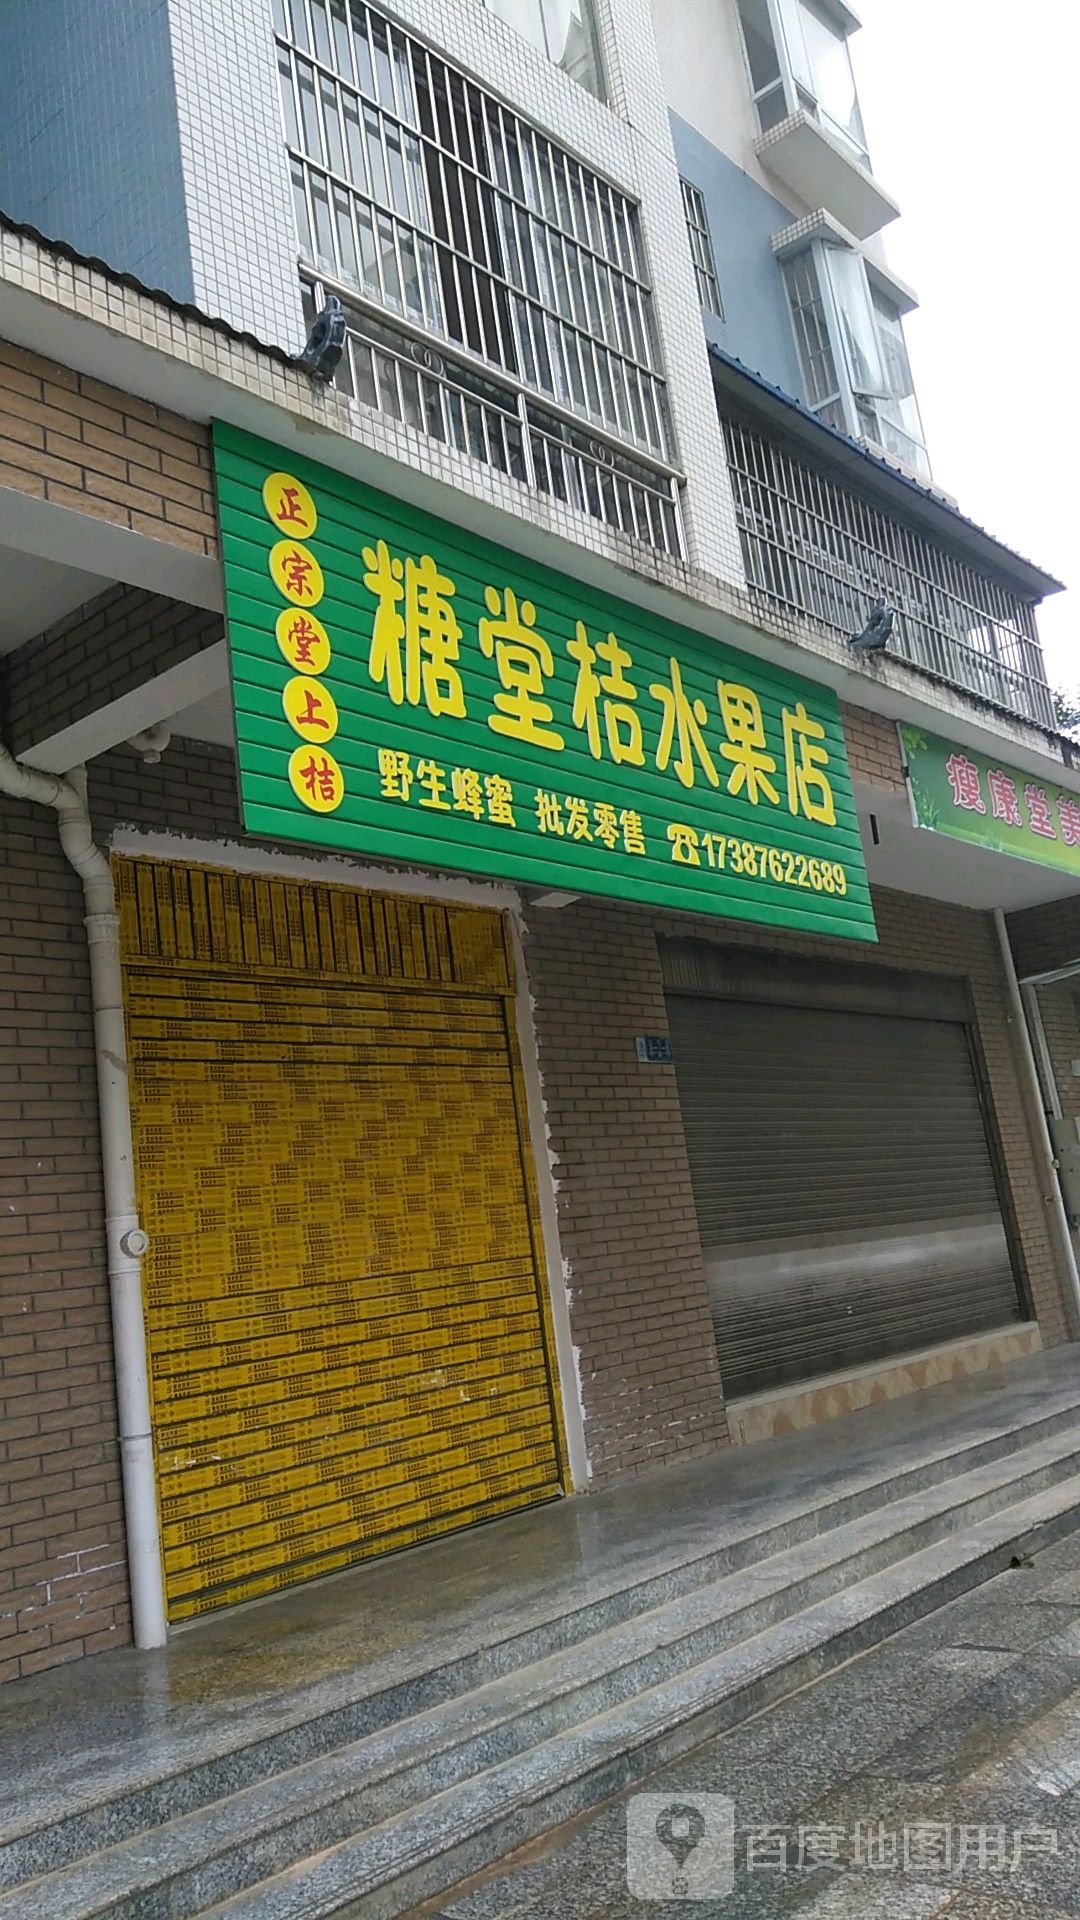 正宗堂上桔
糖堂桔水果店
野生蜂蜜 批发零售 ☎17387622689
瘦康堂美
百度地图用户